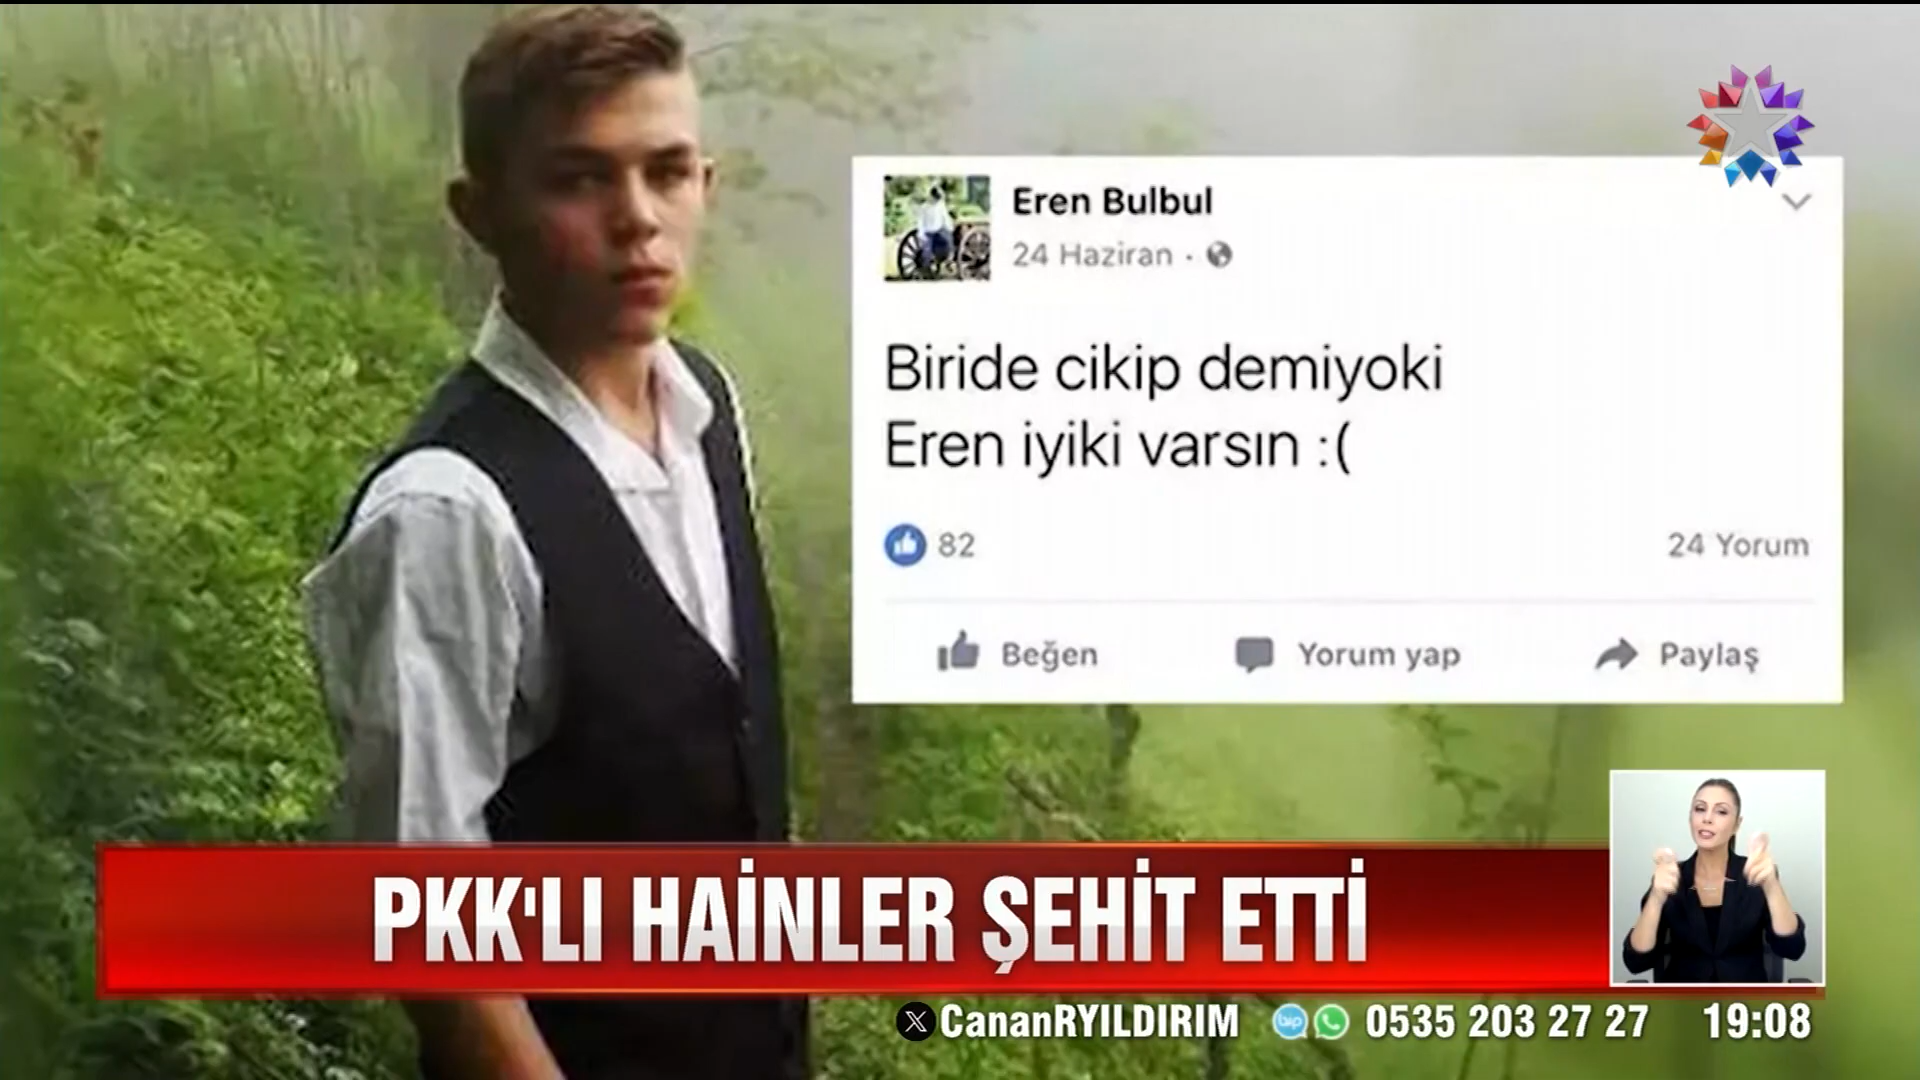 Eren Bulbul
24 Haziran ·
Biride cikip demiyoki
Eren iyiki varsın :(
82
24 Yorum
Beğen
Yorum yap
Paylaş
PKK'LI HAİNLER ŞEHİT ETTİ
X CananRYILDIRIM
bip 0535 203 27 27
19:08